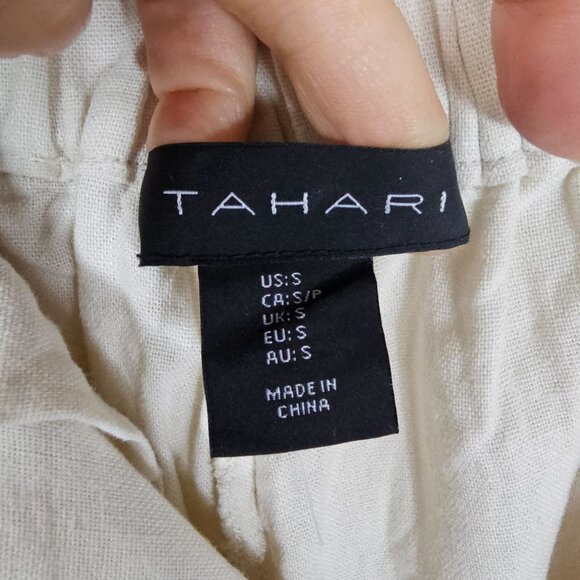 TAHARI
US:S
CA:S/P
UK:S
EU:S
AU:S
MADE IN
CHINA